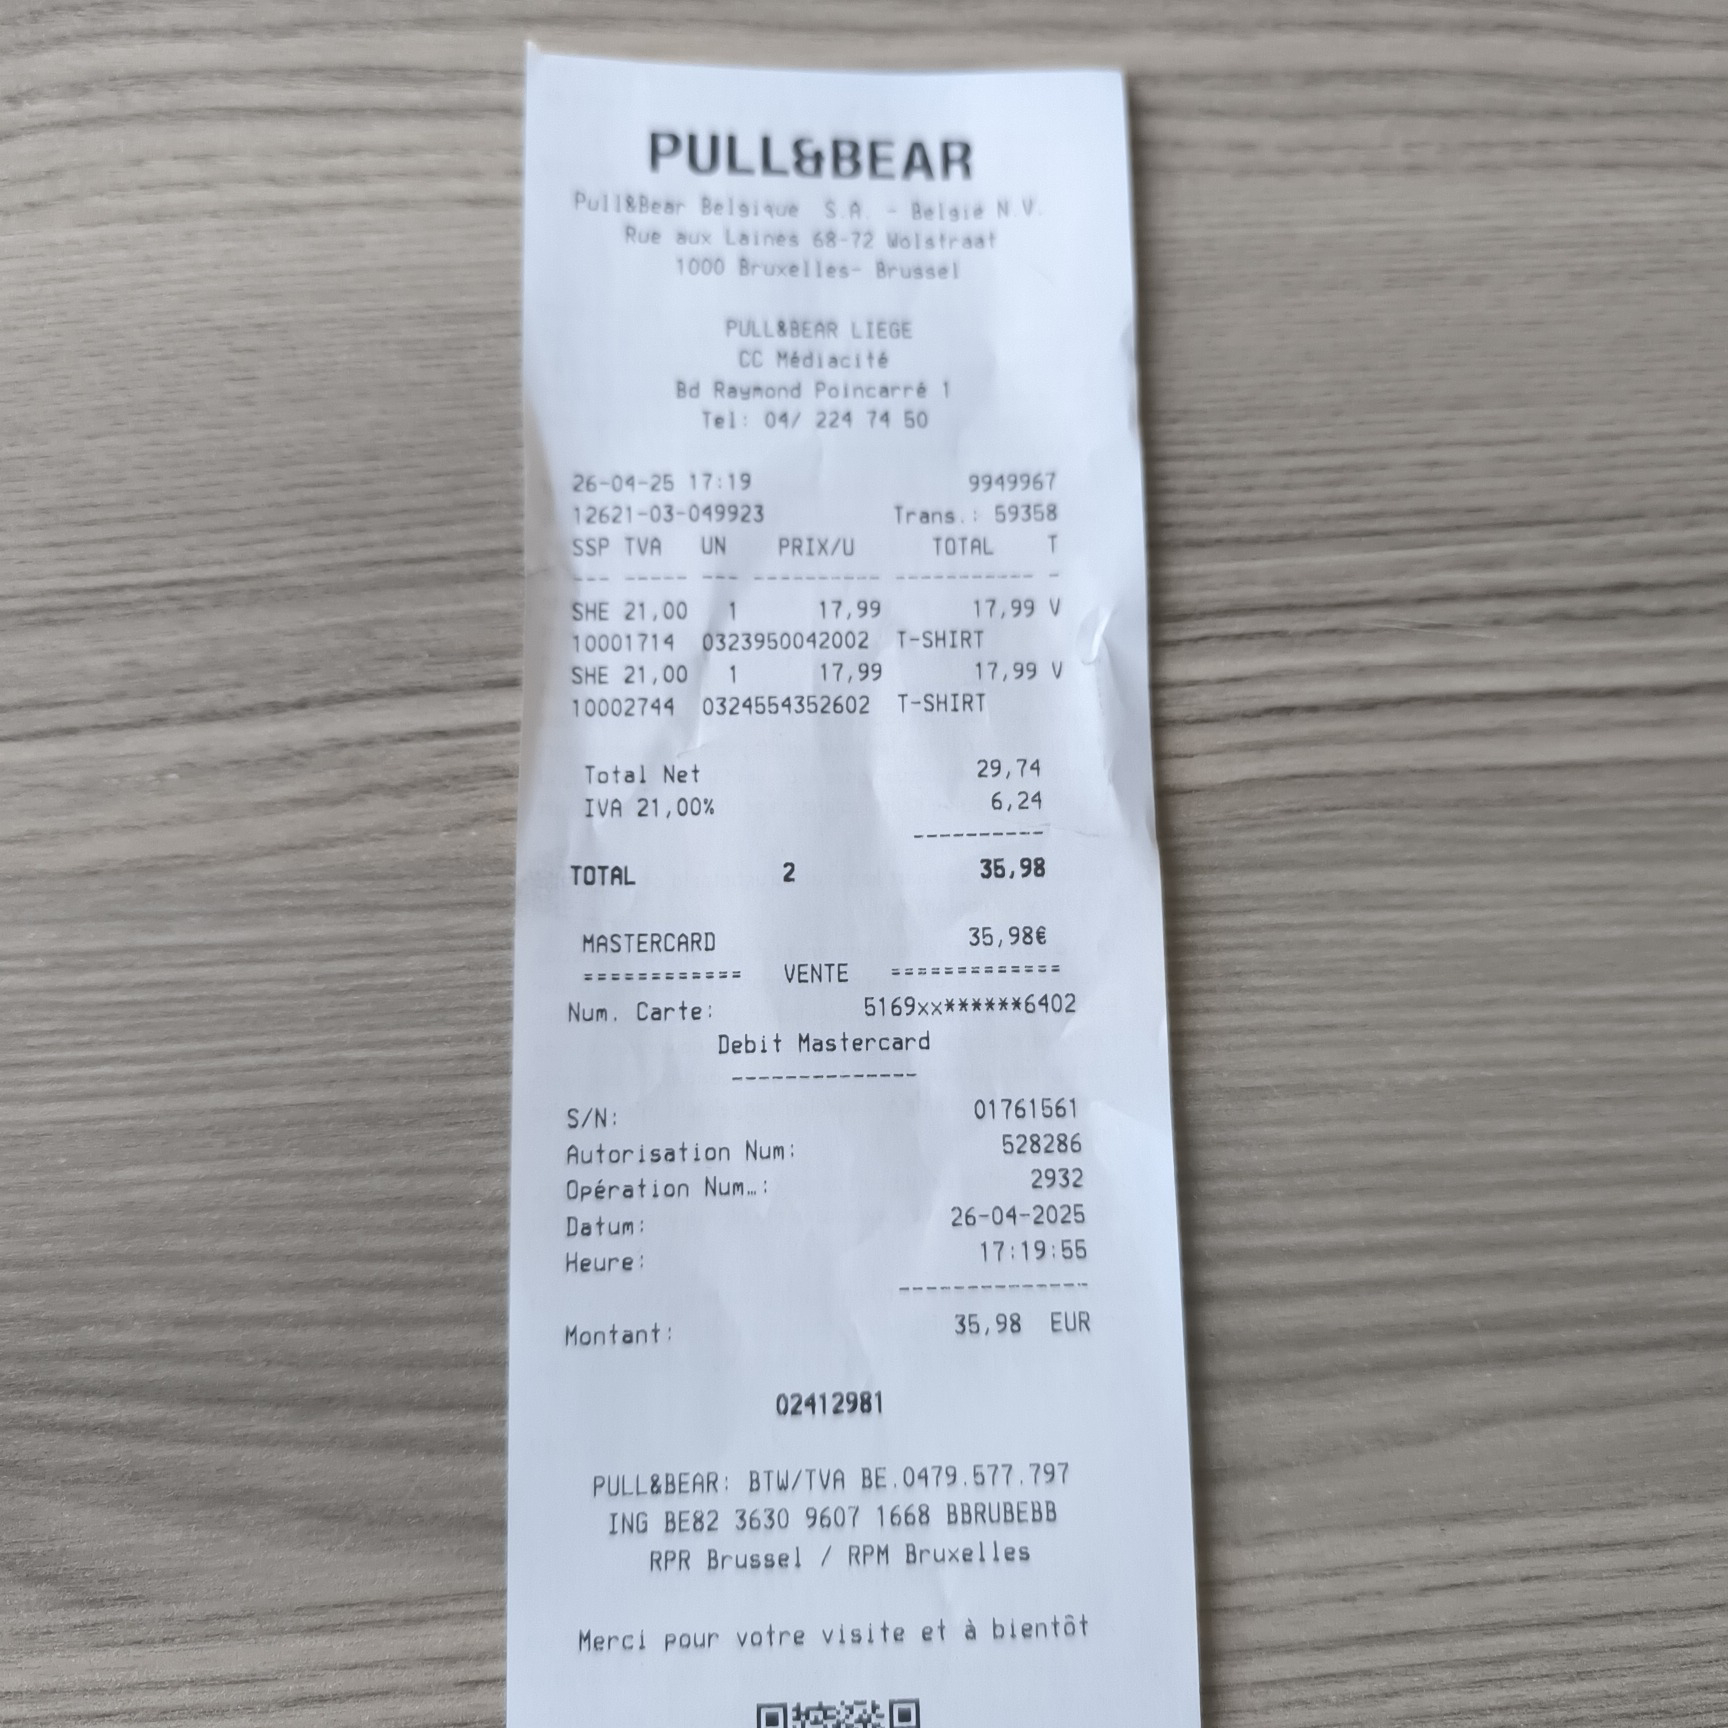 PULL&BEAR
Pull&Bear Belgique S.A. - België N.V.
Rue aux Laines 68-72 Wolstraat
1000 Bruxelles- Brussel
PULL&BEAR LIEGE
CC Médiacité
Bd Raymond Poincarré 1
Tel: 04/ 224 74 50
26-04-25 17:19 9949967
12621-03-049923 Trans.: 59358
SSP TVA UN PRIX/U TOTAL T
--- ----- --- ---------- ----------- -
SHE 21,00 1 17,99 17,99 V
10001714 0323950042002 T-SHIRT
SHE 21,00 1 17,99 17,99 V
10002744 0324554352602 T-SHIRT
Total Net 29,74
IVA 21,00% 6,24
----------
TOTAL 2 35,98
MASTERCARD 35,98€
============ VENTE =============
Num. Carte: 5169xx******6402
Debit Mastercard
--------------
S/N: 01761561
Autorisation Num: 528286
Opération Num…: 2932
Datum: 26-04-2025
Heure: 17:19:55
--------------
Montant: 35,98 EUR
02412981
PULL&BEAR: BTW/TVA BE.0479.577.797
ING BE82 3630 9607 1668 BBRUBEBB
RPR Brussel / RPM Bruxelles
Merci pour votre visite et à bientôt